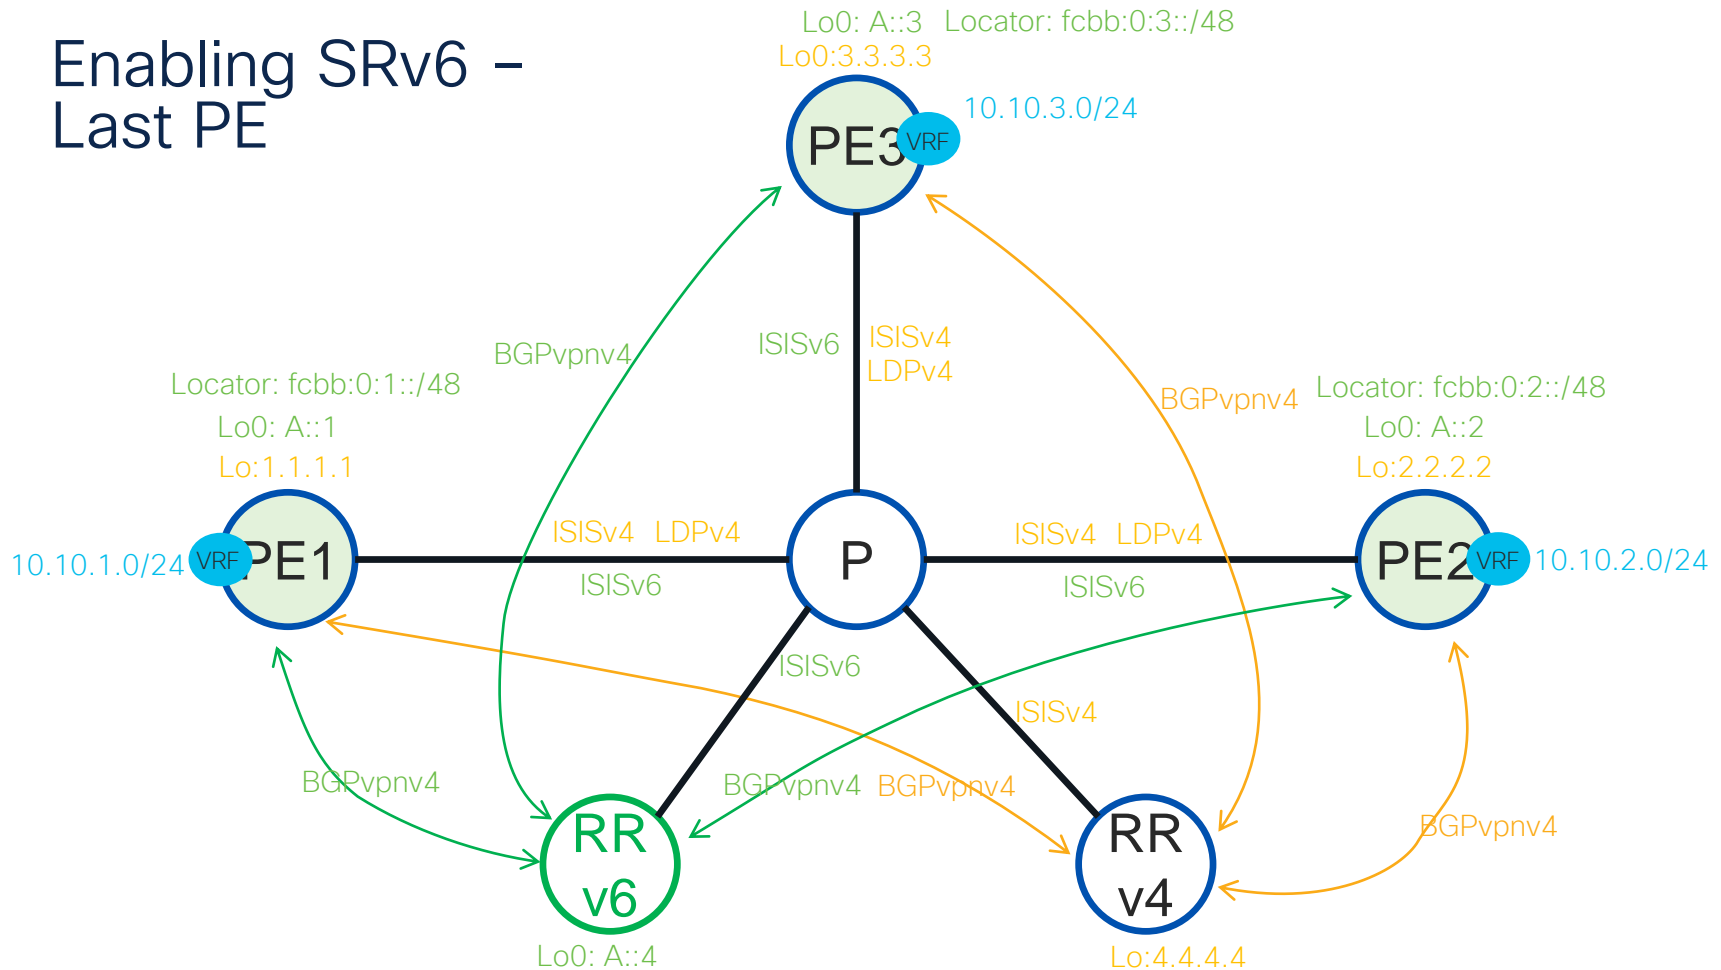 Enabling SRv6 –
Last PE
Lo0: A::3 Locator: fcbb:0:3::/48
Lo0:3.3.3.3
10.10.3.0/24
PE3
VRF
ISISv6
ISISv4
LDPv4
BGPvpnv4
BGPvpnv4
Locator: fcbb:0:1::/48
Lo0: A::1
Lo:1.1.1.1
Locator: fcbb:0:2::/48
Lo0: A::2
Lo:2.2.2.2
10.10.1.0/24
VRF
PE1
ISISv4 LDPv4
ISISv6
P
ISISv4 LDPv4
ISISv6
PE2
VRF
10.10.2.0/24
ISISv6
ISISv4
BGPvpnv4
BGPvpnv4
BGPvpnv4
BGPvpnv4
RR
v6
RR
v4
Lo0: A::4
Lo:4.4.4.4